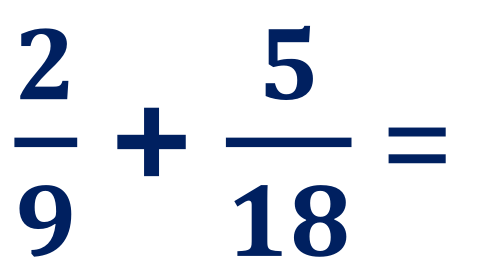 2/9 + 5/18 =